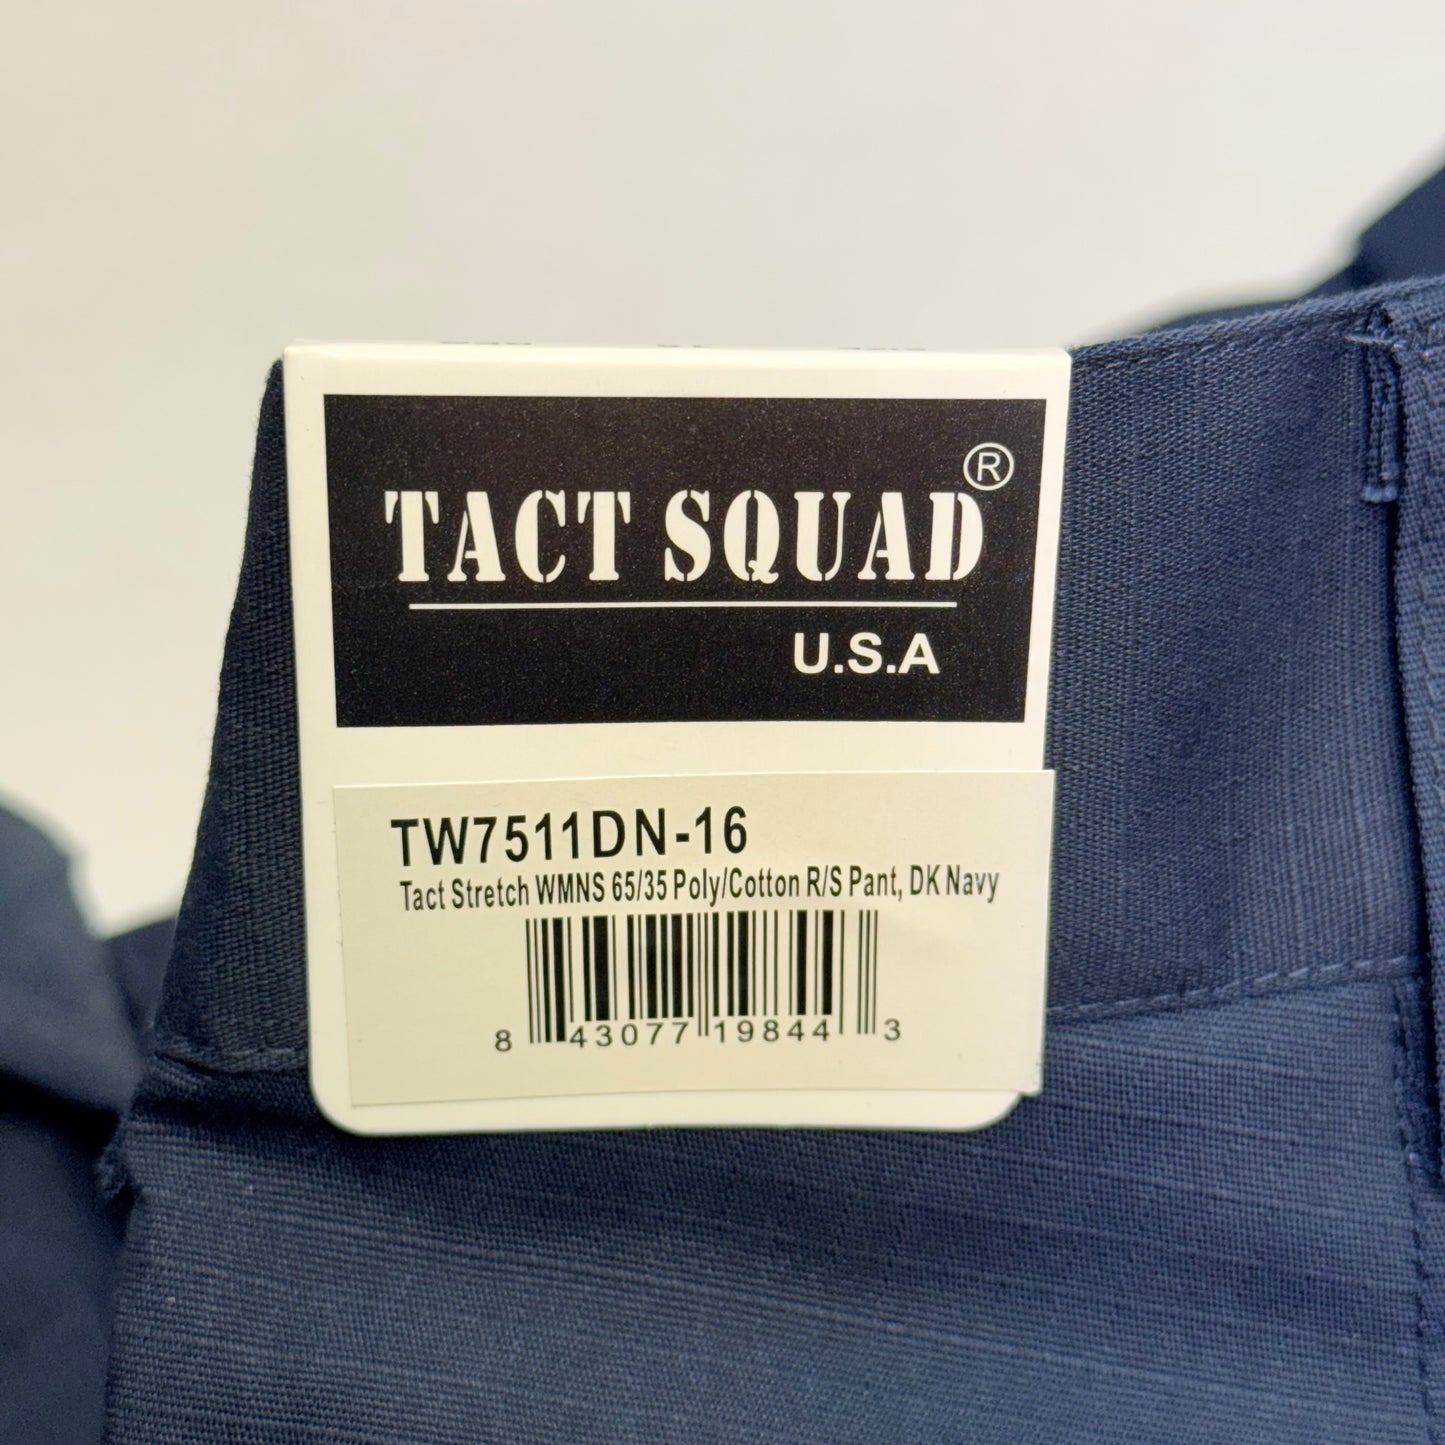 TACT SQUAD®
U.S.A
TW7511DN-16
Tact Stretch WMNS 65/35 Poly/Cotton R/S Pant, DK Navy
8 43077 19844 3